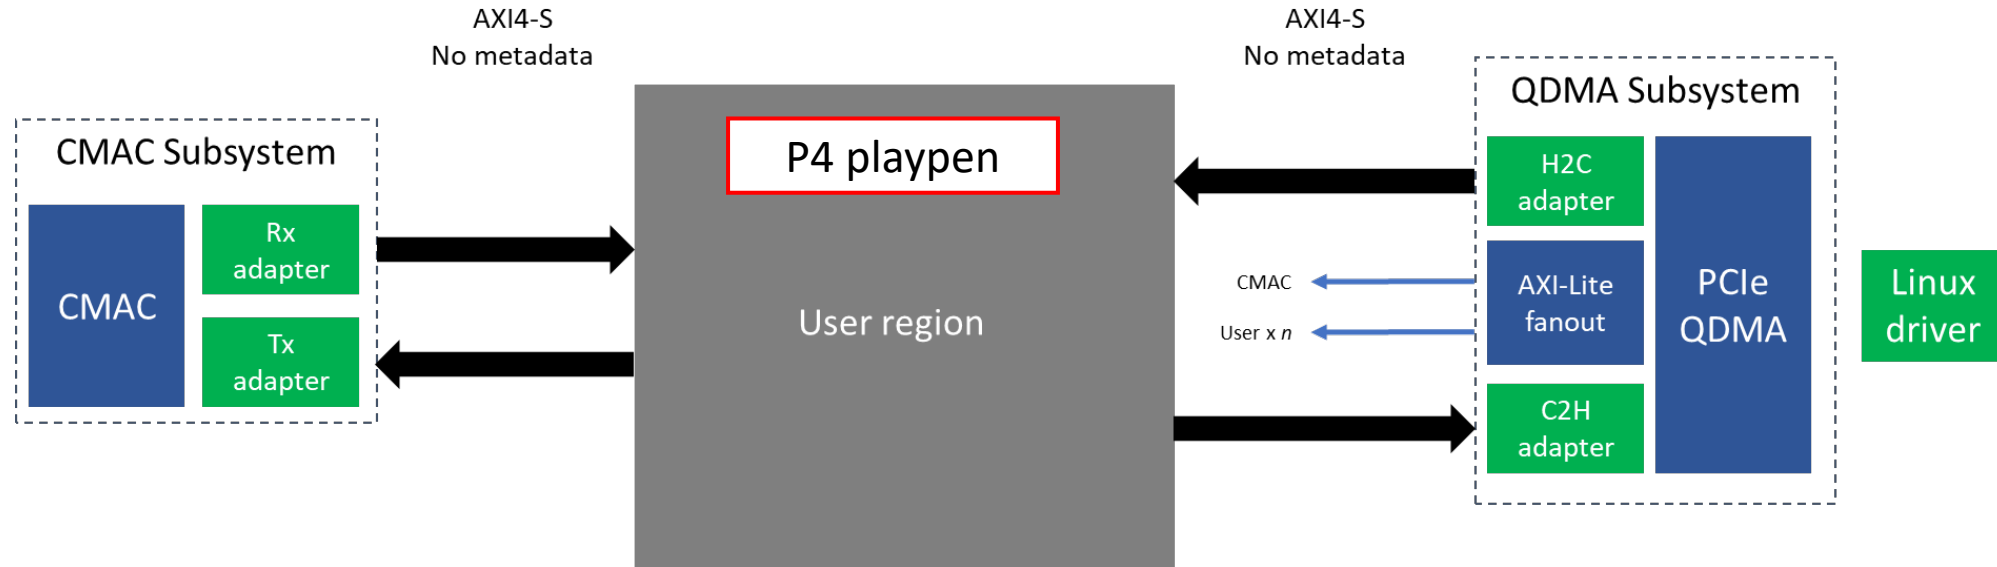 AXI4-S
No metadata
AXI4-S
No metadata
CMAC Subsystem
CMAC
Rx
adapter
Tx
adapter
P4 playpen
User region
QDMA Subsystem
H2C
adapter
CMAC
User x n
AXI-Lite
fanout
C2H
adapter
PCIe
QDMA
Linux
driver